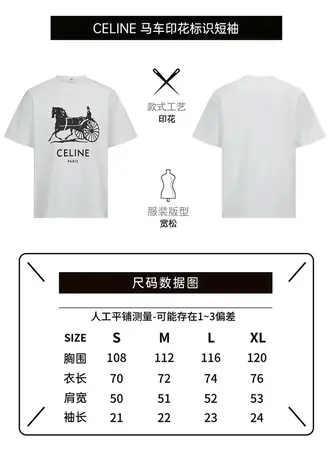 CELINE 马车印花标识短袖
款式工艺
印花
CELINE
PARIS
服装版型
宽松
尺码数据图
人工平铺测量-可能存在1~3偏差
SIZE S M L XL
胸围 108 112 116 120
衣长 70 72 74 76
肩宽 50 51 52 53
袖长 21 22 23 24